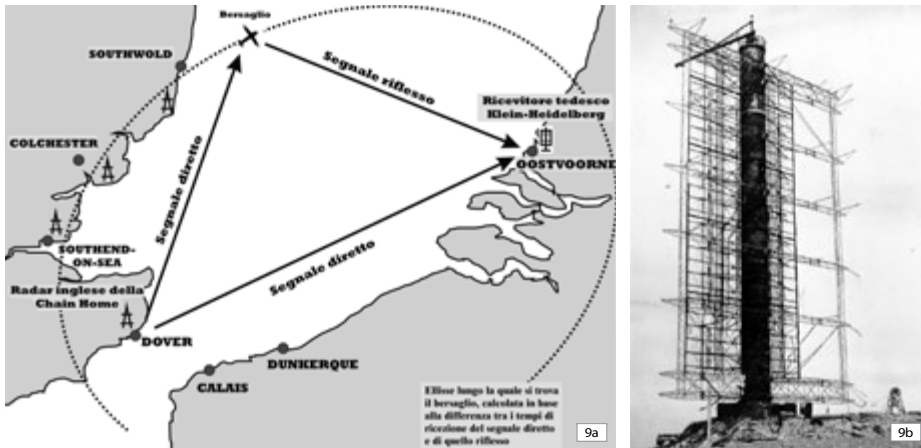 Bersaglio
SOUTHWOLD
Segnale riflesso
Ricevitore tedesco
Klein-Heidelberg
COLCHESTER
OOSTVOORNE
Segnale diretto
SOUTHEND-
ON-SEA
Segnale diretto
Radar inglese della
Chain Home
DOVER
DUNKERQUE
CALAIS
Ellisse lungo la quale si trova
il bersaglio, calcolata in base
alla differenza tra i tempi di
ricezione del segnale diretto
e di quello riflesso
9a
9b